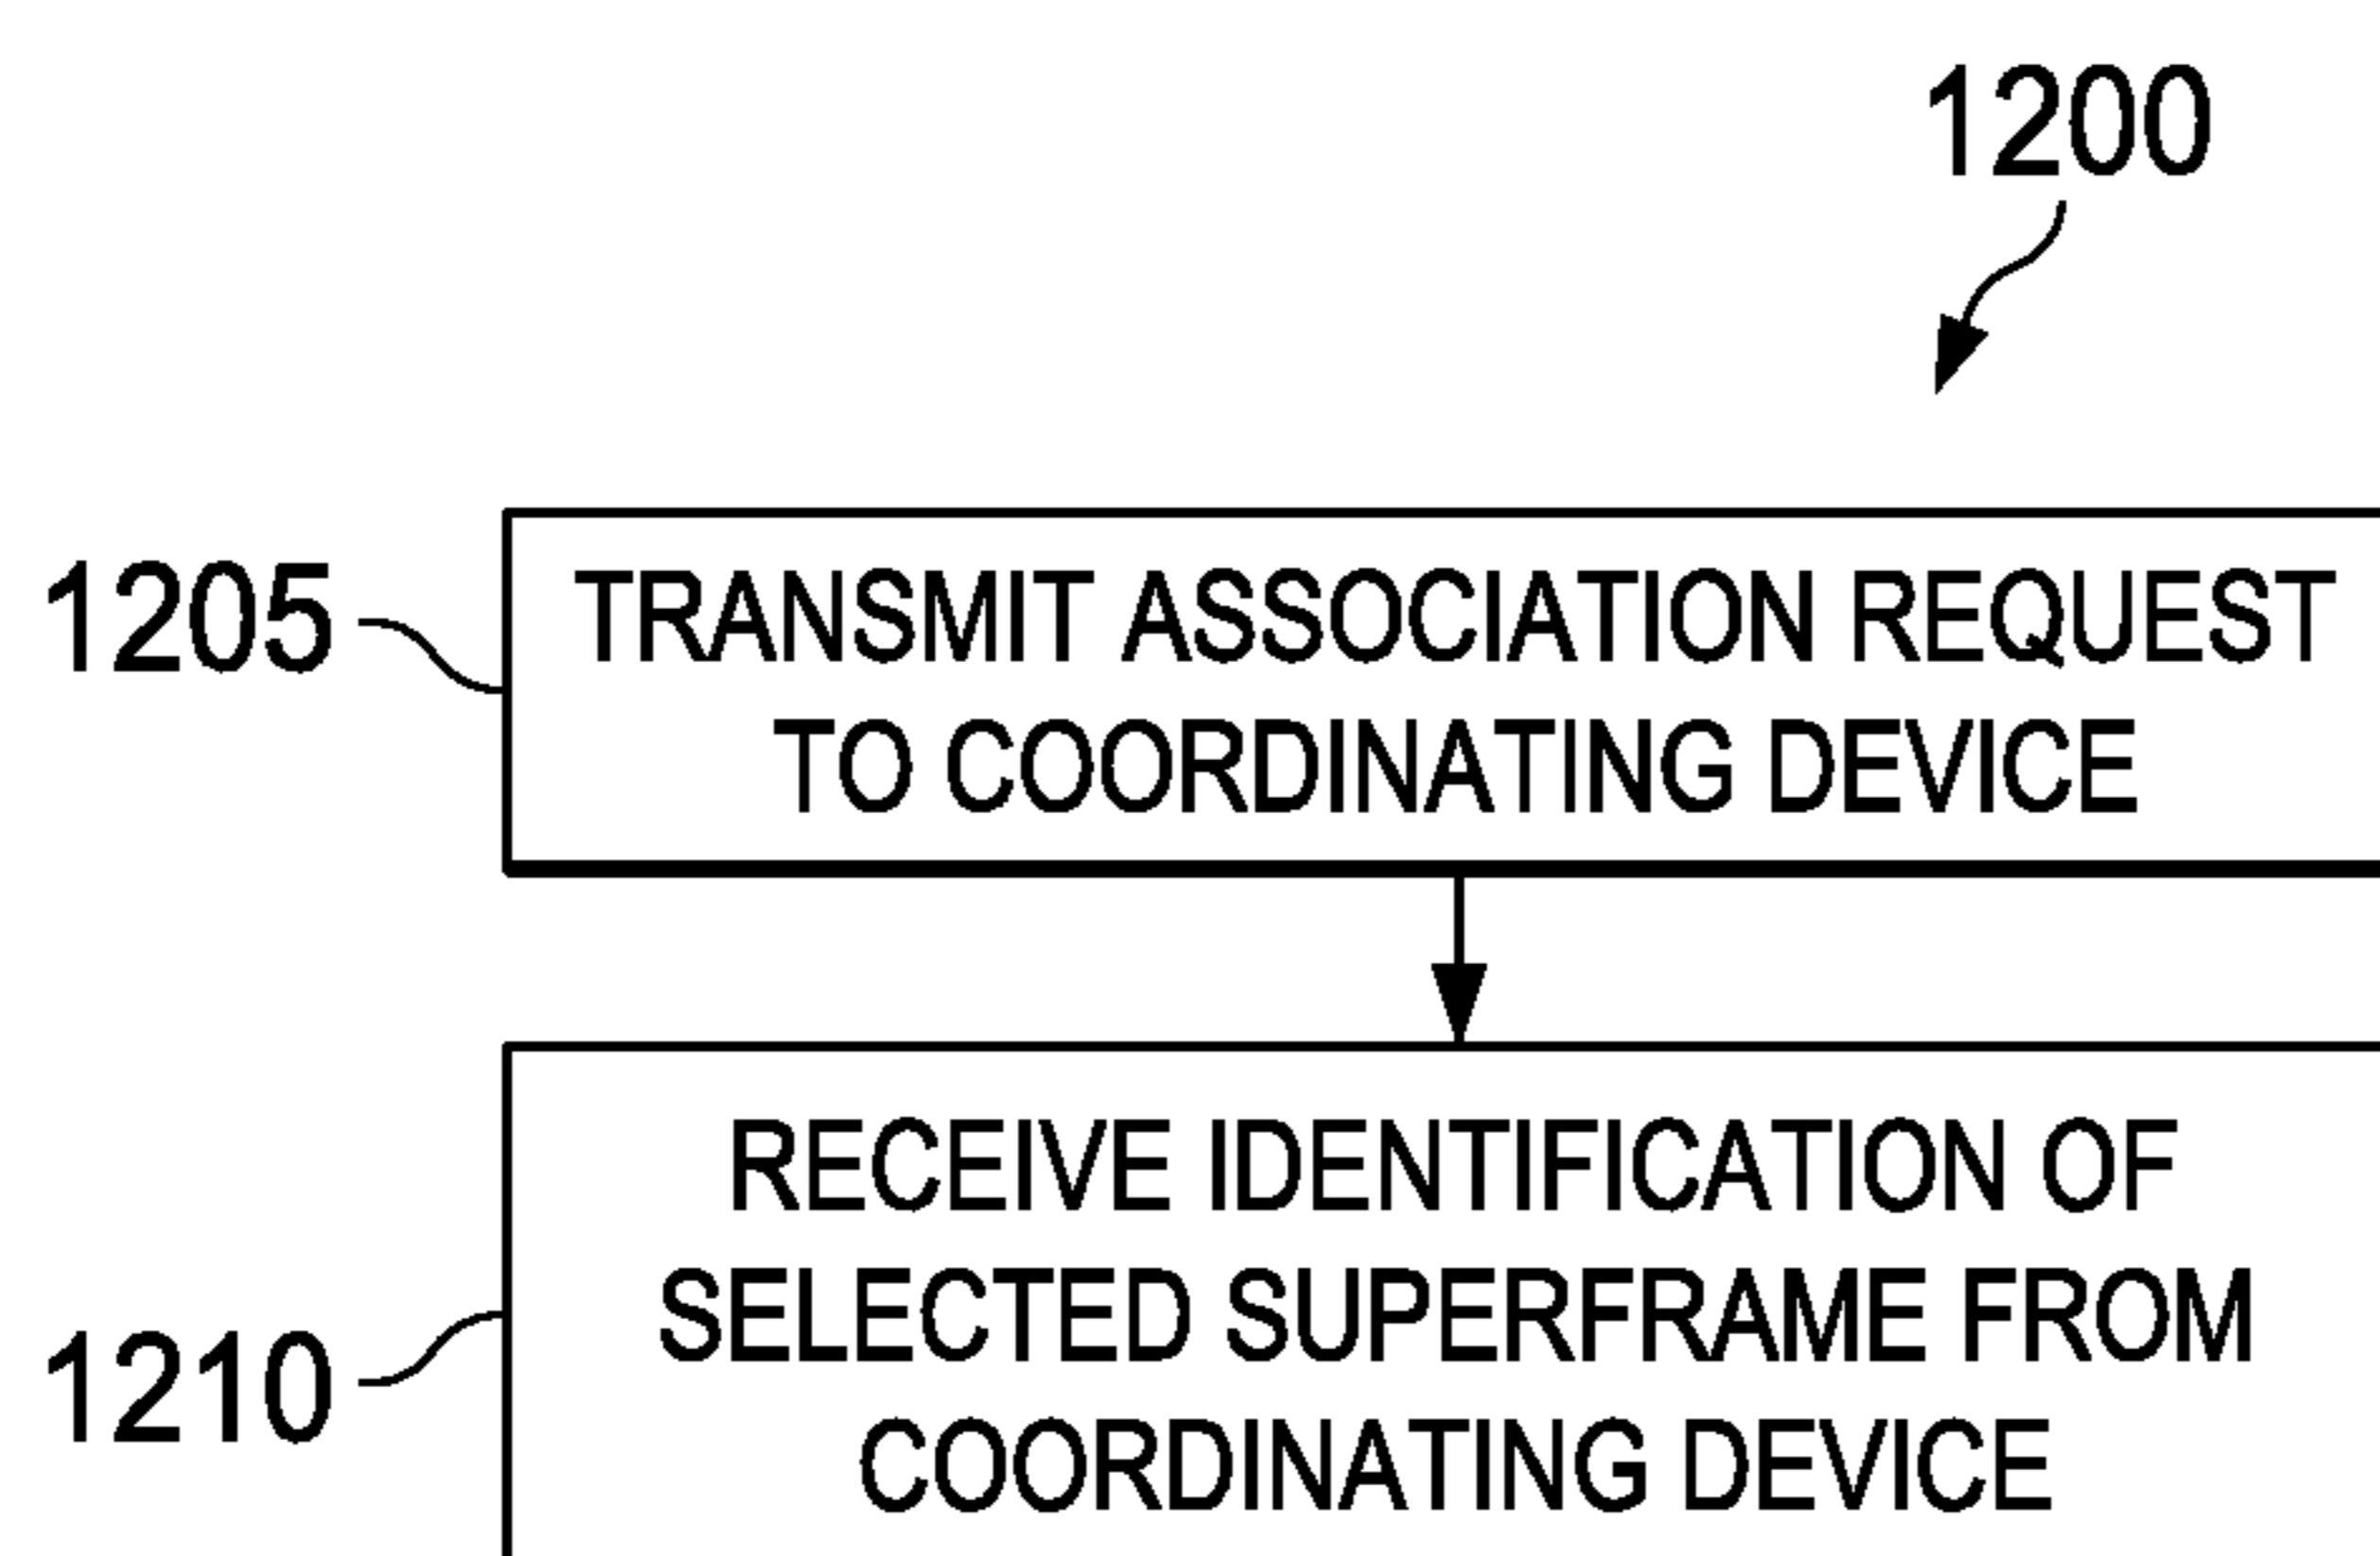 1200
1205
TRANSMIT ASSOCIATION REQUEST
TO COORDINATING DEVICE
RECEIVE IDENTIFICATION OF
SELECTED SUPERFRAME FROM
1210
COORDINATING DEVICE